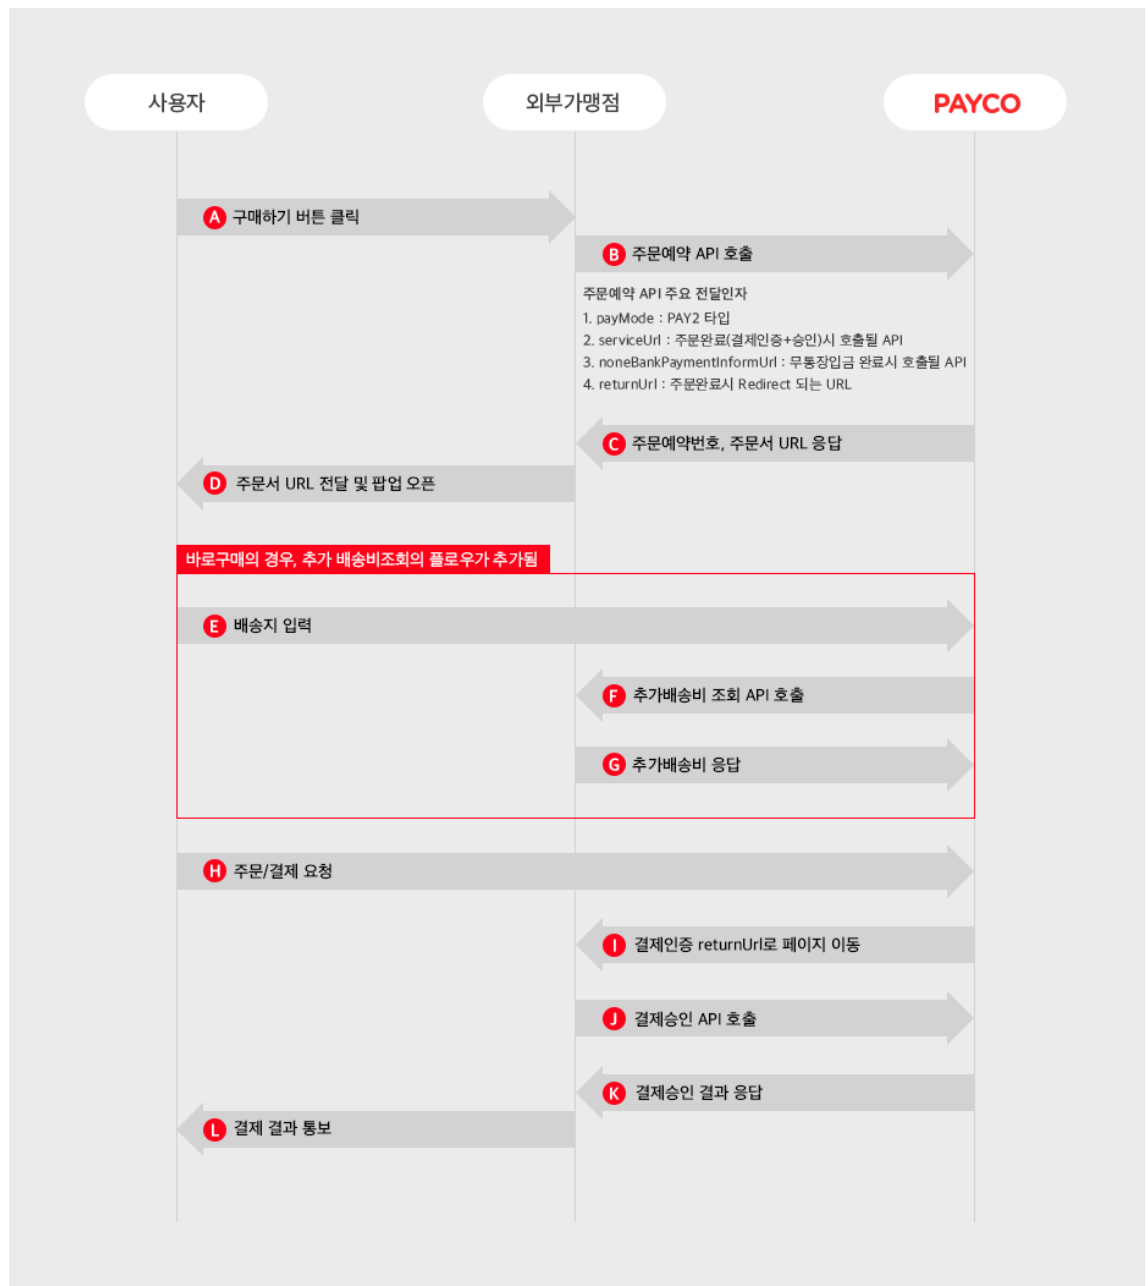 사용자
외부가맹점
PAYCO
A 구매하기 버튼 클릭
B 주문예약 API 호출
주문예약 API 주요 전달인자
1. payMode : PAY2 타입
2. serviceUrl : 주문완료(결제인증+승인)시 호출될 API
3. noneBankPaymentInformUrl : 무통장입금 완료시 호출될 API
4. returnUrl : 주문완료시 Redirect 되는 URL
C 주문예약번호, 주문서 URL 응답
D 주문서 URL 전달 및 팝업 오픈
바로구매의 경우, 추가 배송비조회의 플로우가 추가됨
E 배송지 입력
F 추가배송비 조회 API 호출
G 추가배송비 응답
H 주문/결제 요청
I 결제인증 returnUrl로 페이지 이동
J 결제승인 API 호출
K 결제승인 결과 응답
L 결제 결과 통보